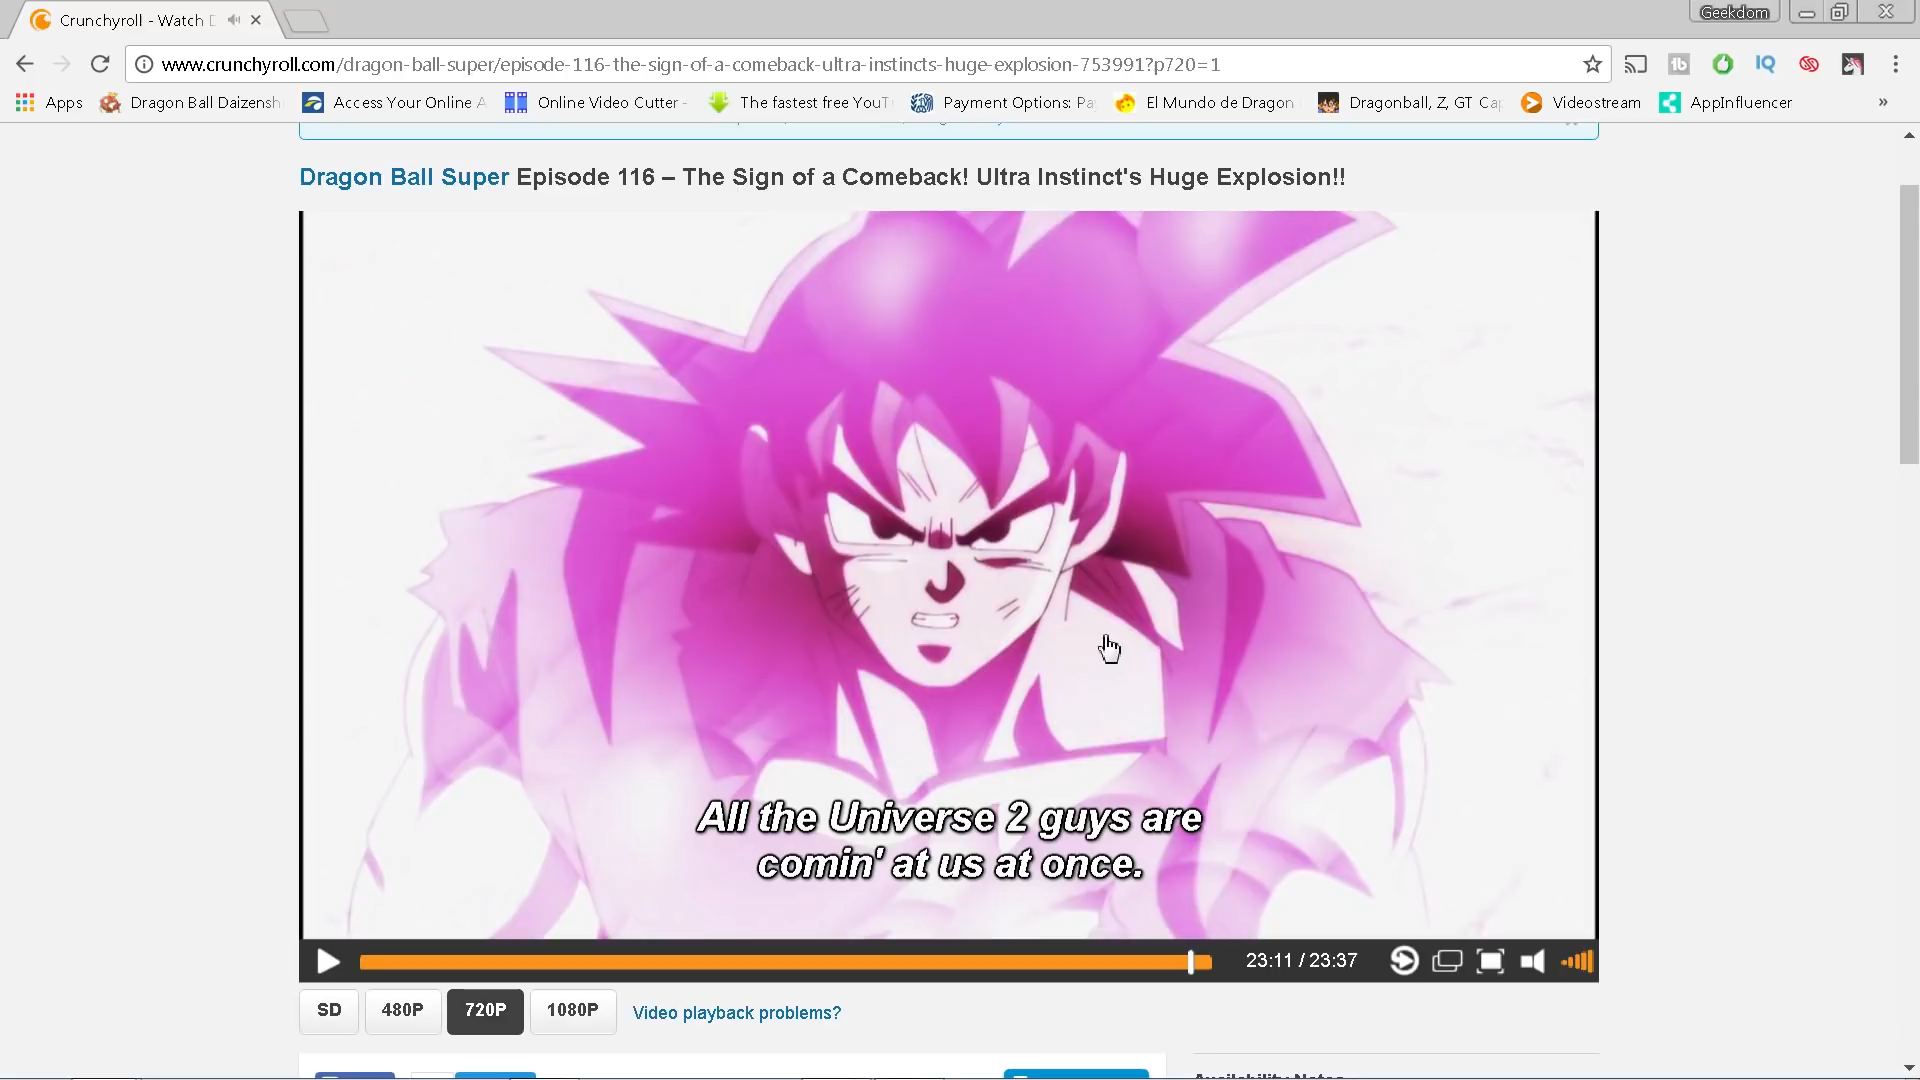 Crunchyroll - Watch D
Geekdom
www.crunchyroll.com/dragon-ball-super/episode-116-the-sign-of-a-comeback-ultra-instincts-huge-explosion-753991?p720=1
Apps Dragon Ball Daizensh Access Your Online A Online Video Cutter - The fastest free YouT Payment Options: Pa El Mundo de Dragon Dragonball, Z, GT Ca Videostream AppInfluencer »
Dragon Ball Super Episode 116 – The Sign of a Comeback! Ultra Instinct's Huge Explosion!!
All the Universe 2 guys are
comin' at us at once.
23:11 / 23:37
SD 480P 720P 1080P Video playback problems?
Availability Notes